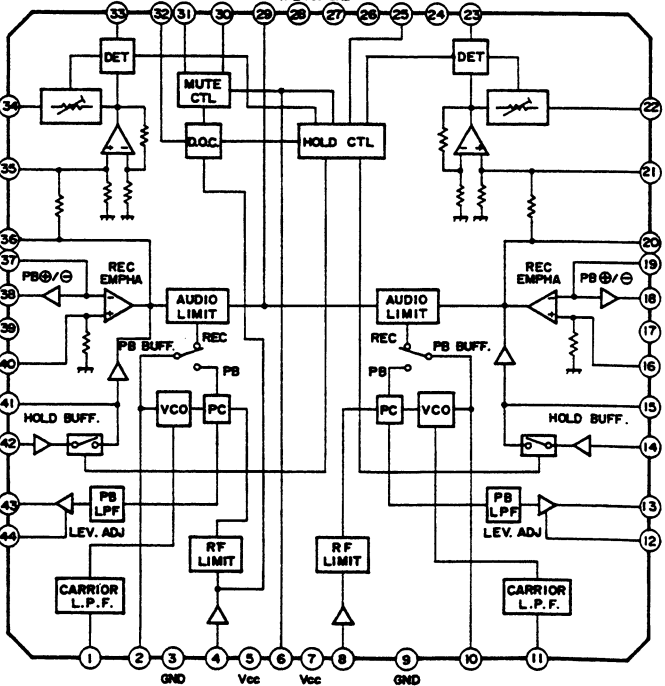 33 32 31 30 29 28 27 26 25 24 23
DET
MUTE
CTL
DET
34
22
D.O.C.
HOLD CTL
+ -
+ -
35
21
36
20
37
REC
EMPHA
REC
EMPHA
19
PB⊕/⊖
PB⊕/⊖
38
-
+
AUDIO
LIMIT
AUDIO
LIMIT
-
+
18
39
17
PB BUFF.
REC
REC
PB BUFF.
40
16
PB
PB
41
15
HOLD BUFF.
VCO
PC
PC
VCO
HOLD BUFF.
42
14
43
PB
LPF
PB
LPF
13
44
LEV. ADJ
LEV. ADJ
12
RF
LIMIT
RF
LIMIT
CARRIOR
L.P.F.
CARRIOR
L.P.F.
1 2 3 4 5 6 7 8 9 10 11
GND Vcc Vcc GND